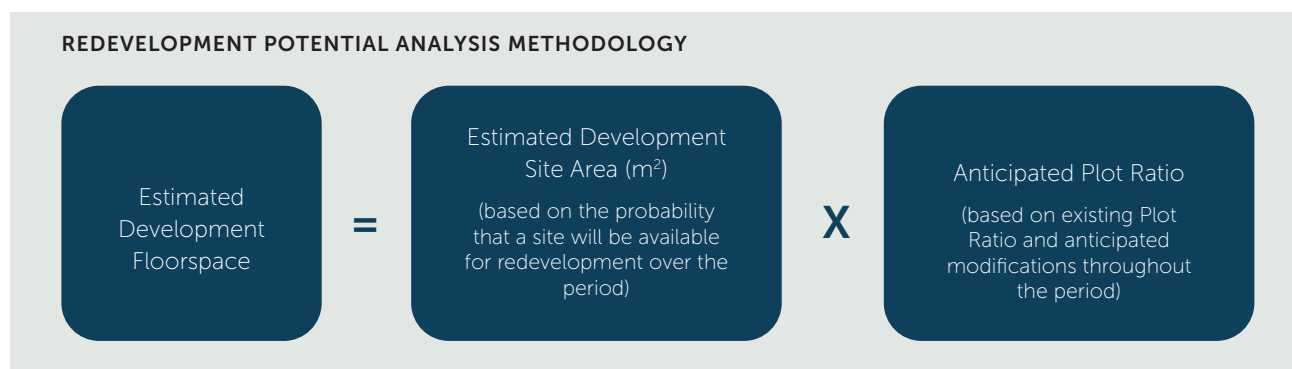 REDEVELOPMENT POTENTIAL ANALYSIS METHODOLOGY
Estimated
Development
Floorspace
=
Estimated Development
Site Area (m²)
(based on the probability
that a site will be available
for redevelopment over the
period)
X
Anticipated Plot Ratio
(based on existing Plot
Ratio and anticipated
modifications throughout
the period)